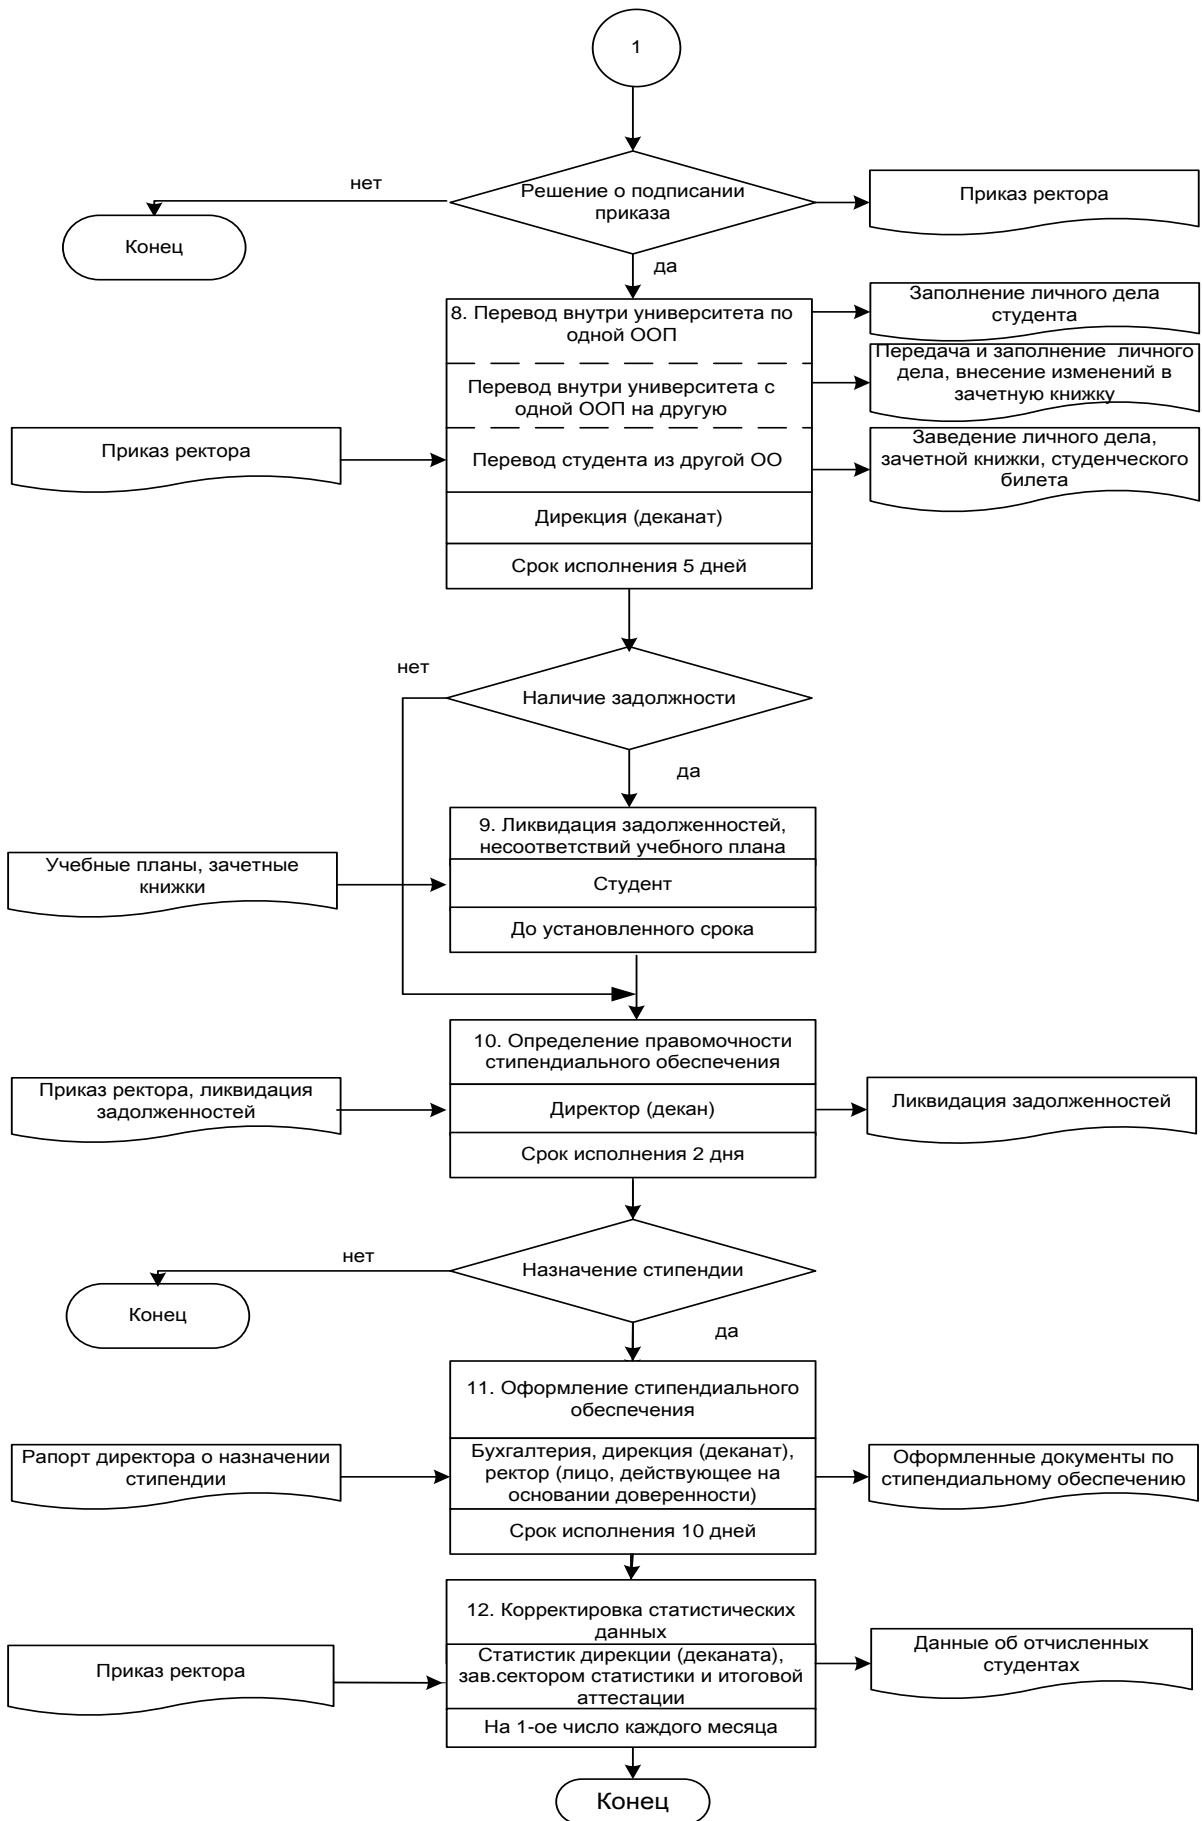 1
Решение о подписании
приказа
нет
Приказ ректора
Конец
да
8. Перевод внутри университета по
одной ООП
Заполнение личного дела
студента
Перевод внутри университета с
одной ООП на другую
Передача и заполнение личного
дела, внесение изменений в
зачетную книжку
Приказ ректора
Перевод студента из другой ОО
Заведение личного дела,
зачетной книжки, студенческого
билета
Дирекция (деканат)
Срок исполнения 5 дней
нет
Наличие задолжности
да
9. Ликвидация задолженностей,
несоответствий учебного плана
Учебные планы, зачетные
книжки
Студент
До установленного срока
10. Определение правомочности
стипендиального обеспечения
Приказ ректора, ликвидация
задолженностей
Директор (декан)
Ликвидация задолженностей
Срок исполнения 2 дня
нет
Назначение стипендии
Конец
да
11. Оформление стипендиального
обеспечения
Рапорт директора о назначении
стипендии
Бухгалтерия, дирекция (деканат),
ректор (лицо, действующее на
основании доверенности)
Оформленные документы по
стипендиальному обеспечению
Срок исполнения 10 дней
12. Корректировка статистических
данных
Приказ ректора
Статистик дирекции (деканата),
зав.сектором статистики и итоговой
аттестации
Данные об отчисленных
студентах
На 1-ое число каждого месяца
Конец